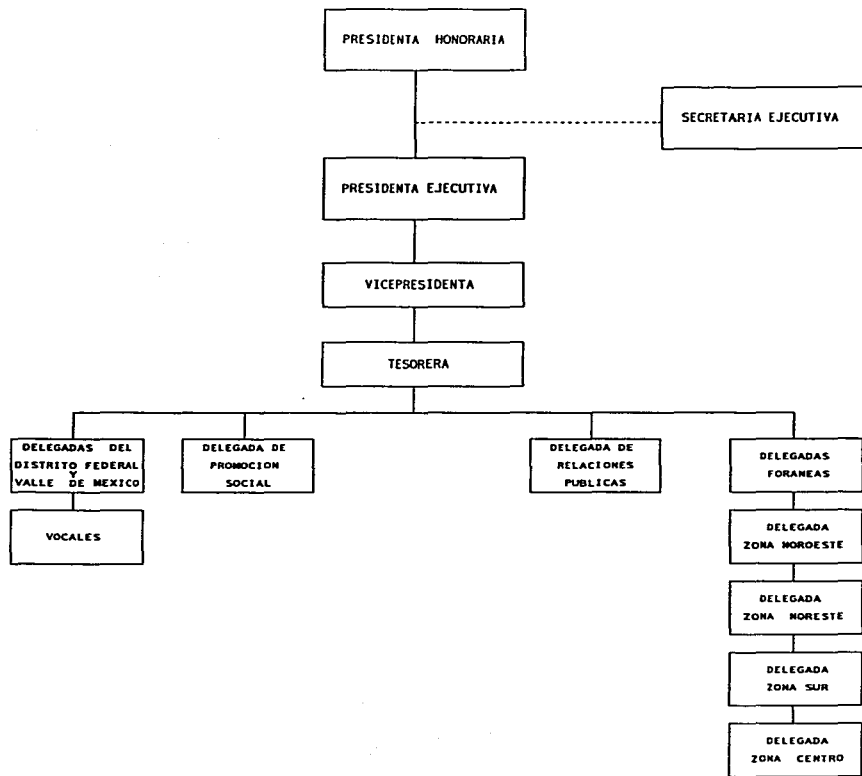 PRESIDENTA HONORARIA
SECRETARIA EJECUTIVA
PRESIDENTA EJECUTIVA
VICEPRESIDENTA
TESORERA
DELEGADAS DEL
DISTRITO FEDERAL
Y
VALLE DE MEXICO
DELEGADA DE
PROMOCION
SOCIAL
DELEGADA DE
RELACIONES
PUBLICAS
DELEGADAS
FORANEAS
VOCALES
DELEGADA
ZONA NOROESTE
DELEGADA
ZONA NORESTE
DELEGADA
ZONA SUR
DELEGADA
ZONA CENTRO